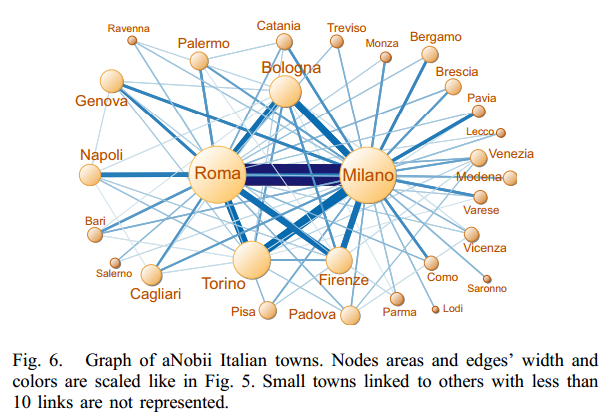 Ravenna
Palermo
Catania
Treviso
Monza
Bergamo
Bologna
Brescia
Genova
Pavia
Lecco
Napoli
Venezia
Roma
Milano
Modena
Varese
Bari
Vicenza
Salerno
Cagliari
Torino
Firenze
Como
Saronno
Pisa
Padova
Parma
Lodi
Fig. 6. Graph of aNobii Italian towns. Nodes areas and edges' width and
colors are scaled like in Fig. 5. Small towns linked to others with less than
10 links are not represented.